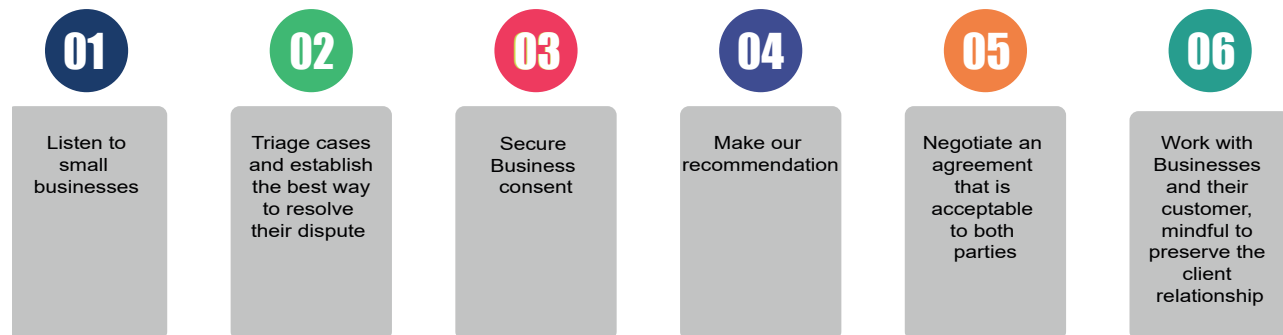 01
Listen to
small
businesses
02
Triage cases
and establish
the best way
to resolve
their dispute
03
Secure
Business
consent
04
Make our
recommendation
05
Negotiate an
agreement
that is
acceptable
to both
parties
06
Work with
Businesses
and their
customer,
mindful to
preserve the
client
relationship